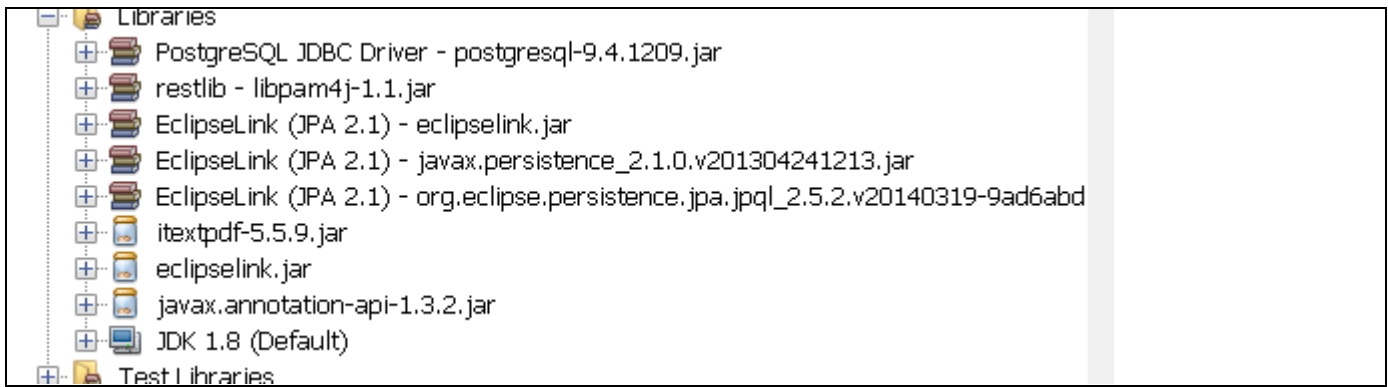 Libraries
PostgreSQL JDBC Driver - postgresql-9.4.1209.jar
restlib - libpam4j-1.1.jar
EclipseLink (JPA 2.1) - eclipselink.jar
EclipseLink (JPA 2.1) - javax.persistence_2.1.0.v201304241213.jar
EclipseLink (JPA 2.1) - org.eclipse.persistence.jpa.jpql_2.5.2.v20140319-9ad6abd
itextpdf-5.5.9.jar
eclipselink.jar
javax.annotation-api-1.3.2.jar
JDK 1.8 (Default)
Test Libraries